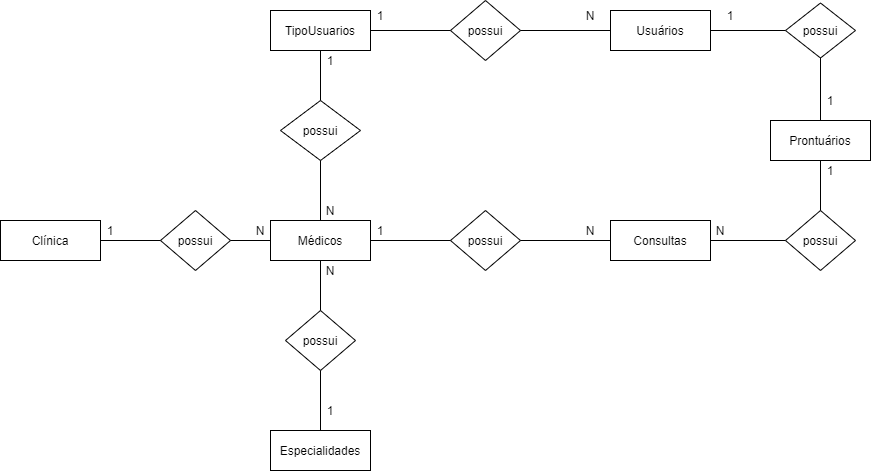 1
N
1
TipoUsuarios
possui
Usuários
possui
1
1
possui
Prontuários
1
N
1
N
1
N
N
Clínica
possui
Médicos
possui
Consultas
possui
N
possui
1
Especialidades